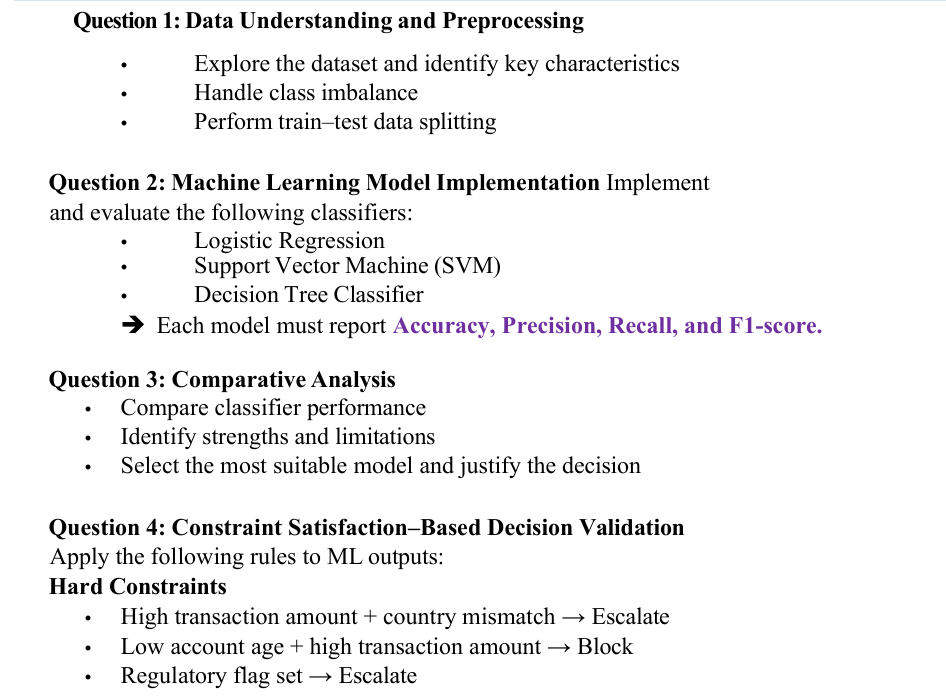 Question 1: Data Understanding and Preprocessing
• Explore the dataset and identify key characteristics
• Handle class imbalance
• Perform train–test data splitting
Question 2: Machine Learning Model Implementation Implement
and evaluate the following classifiers:
• Logistic Regression
• Support Vector Machine (SVM)
• Decision Tree Classifier
➔ Each model must report Accuracy, Precision, Recall, and F1-score.
Question 3: Comparative Analysis
• Compare classifier performance
• Identify strengths and limitations
• Select the most suitable model and justify the decision
Question 4: Constraint Satisfaction–Based Decision Validation
Apply the following rules to ML outputs:
Hard Constraints
• High transaction amount + country mismatch → Escalate
• Low account age + high transaction amount → Block
• Regulatory flag set → Escalate